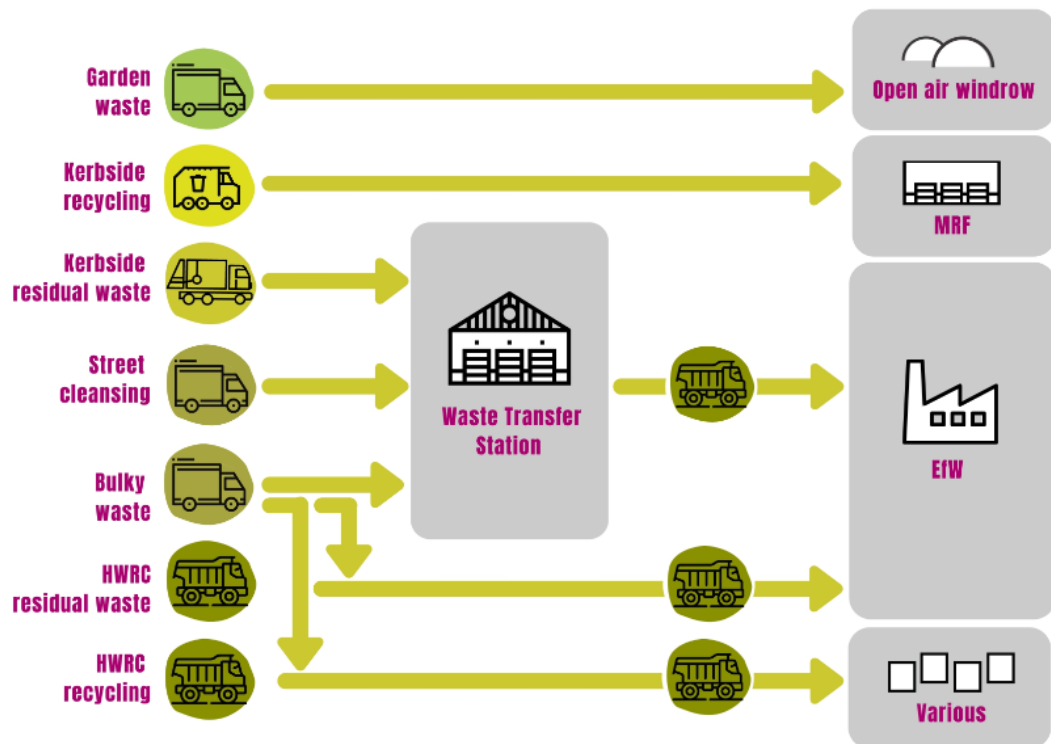 Garden
waste
Open air windrow
Kerbside
recycling
MRF
Kerbside
residual waste
Street
cleansing
Waste Transfer
Station
EfW
Bulky
waste
HWRC
residual waste
HWRC
recycling
Various